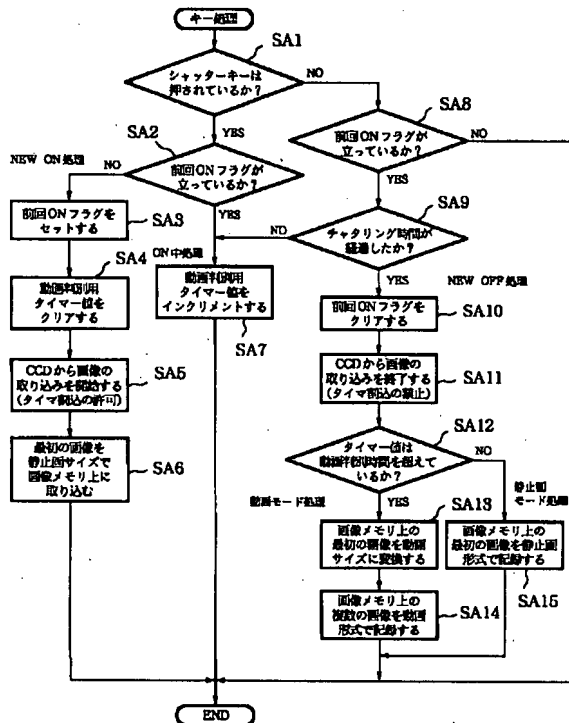 キー処理
SA1
シャッターキーは
押されているか？
NO
YES
SA2
前回ONフラグが
立っているか？
NO
YES
NEW ON処理
前回ONフラグを
セットする
SA3
SA4
動画判別用
タイマー値を
クリアする
CCDから画像の
取り込みを開始する
(タイマ割込の許可)
SA5
最初の画像を
静止画サイズで
画像メモリ上に
取り込む
SA6
ON中処理
動画判別用
タイマー値を
インクリメントする
SA7
SA8
前回ONフラグが
立っているか？
NO
YES
SA9
チャタリング時間が
経過したか？
NO
YES
NEW OFF処理
前回ONフラグを
クリアする
SA10
CCDから画像の
取り込みを終了する
(タイマ割込の禁止)
SA11
SA12
タイマー値は
動画判別時間を超えて
いるか？
NO
YES
動画モード処理
静止画
モード処理
SA13
画像メモリ上の
最初の画像を動画
サイズに変換する
画像メモリ上の
複数の画像を動画
形式で記録する
SA14
画像メモリ上の
最初の画像を静止画
形式で記録する
SA15
END